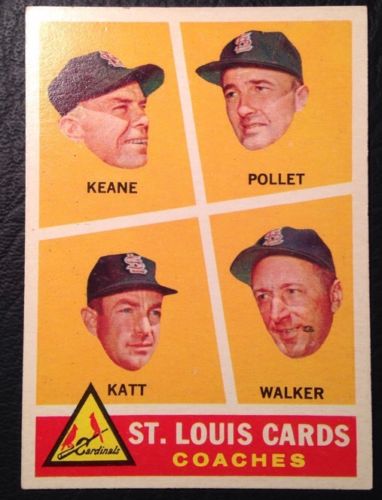 KEANE
POLLET
KATT
WALKER
Cardinals
ST. LOUIS CARDS
COACHES